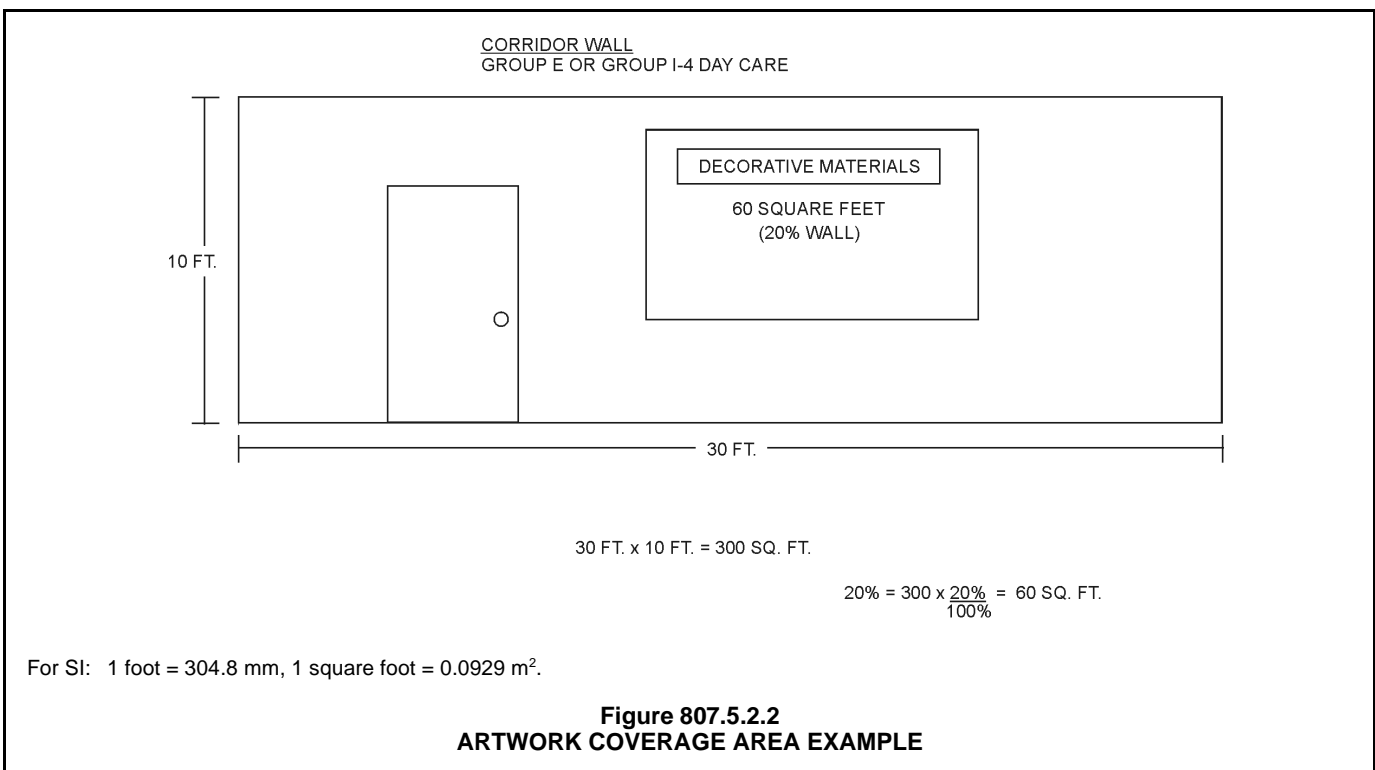 CORRIDOR WALL
GROUP E OR GROUP I-4 DAY CARE
DECORATIVE MATERIALS
60 SQUARE FEET
(20% WALL)
10 FT.
30 FT.
30 FT. x 10 FT. = 300 SQ. FT.
20% = 300 x 20% = 60 SQ. FT.
100%
For SI: 1 foot = 304.8 mm, 1 square foot = 0.0929 m².
Figure 807.5.2.2
ARTWORK COVERAGE AREA EXAMPLE